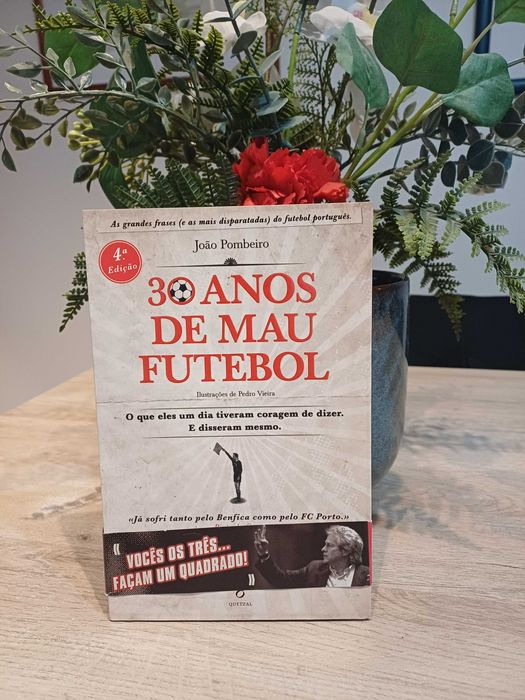 As grandes frases (e as mais disparatadas) do futebol português.
João Pombeiro
4.ª
Edição
30 ANOS
DE MAU
FUTEBOL
Ilustrações de Pedro Vieira
O que eles um dia tiveram coragem de dizer.
E disseram mesmo.
«Já sofri tanto pelo Benfica como pelo FC Porto.»
« VOCÊS OS TRÊS...
FAÇAM UM QUADRADO! »
QUETZAL